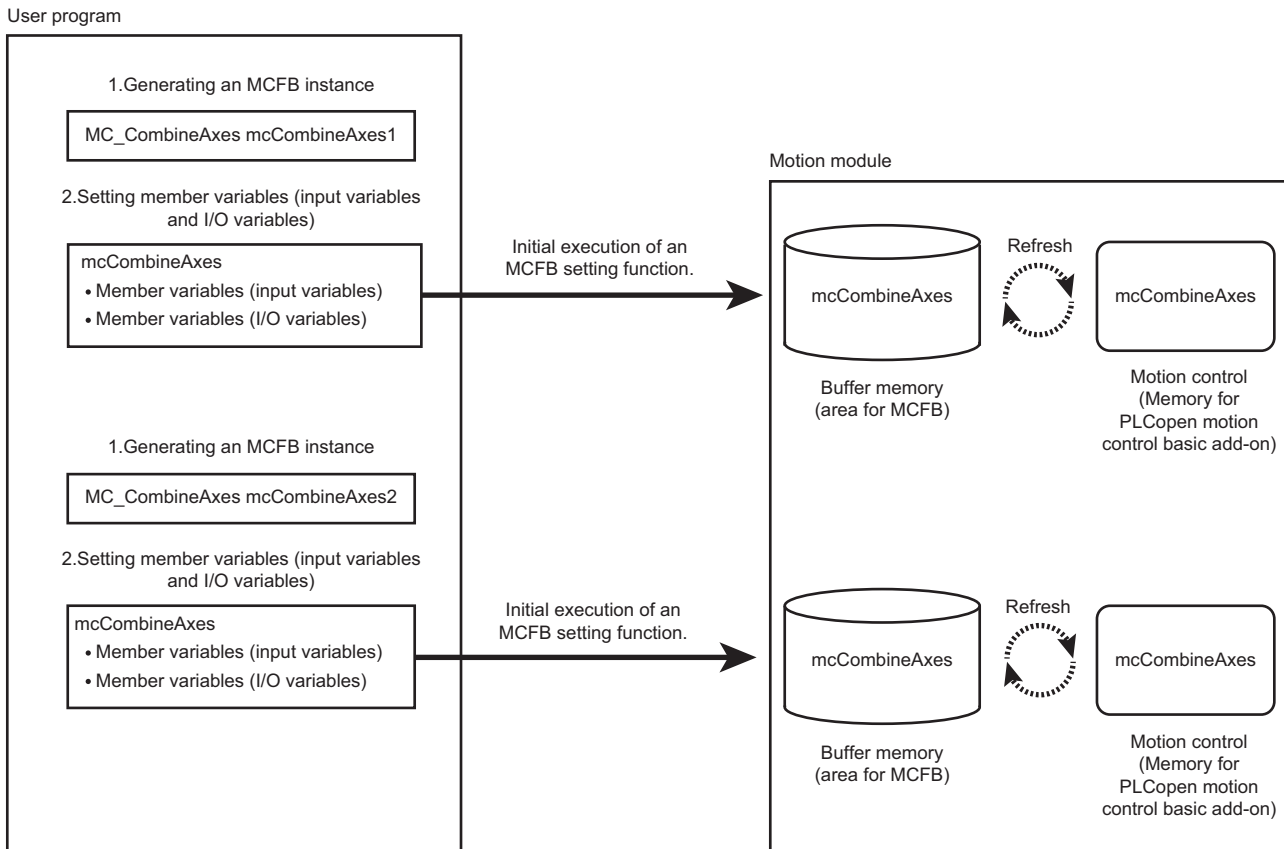 User program
1.Generating an MCFB instance
MC_CombineAxes mcCombineAxes1
2.Setting member variables (input variables
and I/O variables)
mcCombineAxes
• Member variables (input variables)
• Member variables (I/O variables)
Initial execution of an
MCFB setting function.
Motion module
mcCombineAxes
Buffer memory
(area for MCFB)
Refresh
mcCombineAxes
Motion control
(Memory for
PLCopen motion
control basic add-on)
1.Generating an MCFB instance
MC_CombineAxes mcCombineAxes2
2.Setting member variables (input variables
and I/O variables)
mcCombineAxes
• Member variables (input variables)
• Member variables (I/O variables)
Initial execution of an
MCFB setting function.
mcCombineAxes
Buffer memory
(area for MCFB)
Refresh
mcCombineAxes
Motion control
(Memory for
PLCopen motion
control basic add-on)